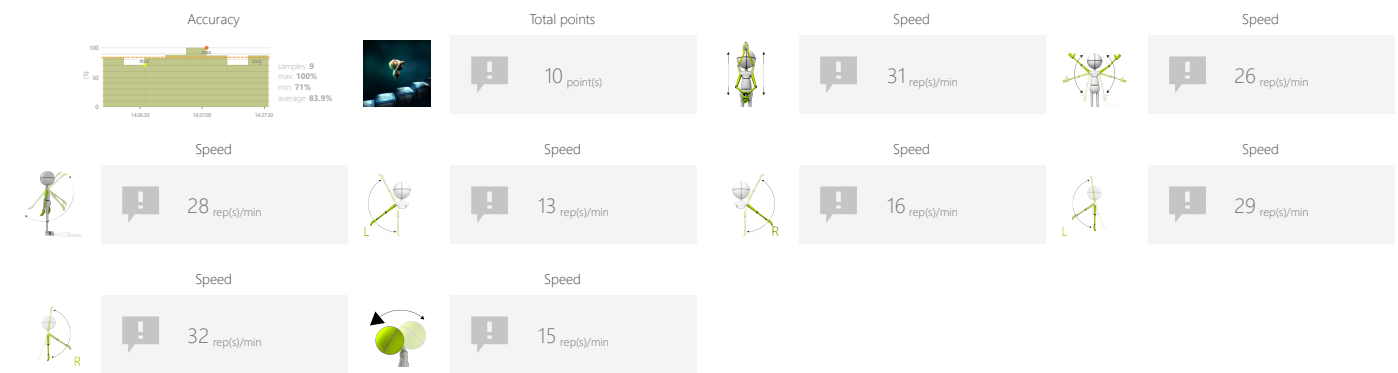 Accuracy
100
50
0
[%]
max
min
avg
14:26:30
14:27:00
14:27:30
samples: 9
max: 100%
min: 71%
average: 83.9%
Total points
10 point(s)
Speed
31 rep(s)/min
Speed
26 rep(s)/min
Speed
28 rep(s)/min
Speed
L
13 rep(s)/min
Speed
R
16 rep(s)/min
Speed
L
29 rep(s)/min
Speed
R
32 rep(s)/min
Speed
15 rep(s)/min